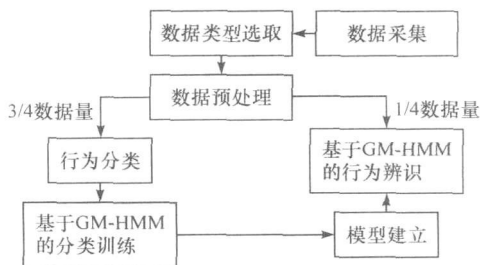 数据类型选取
数据采集
数据预处理
3/4数据量
1/4数据量
行为分类
基于GM-HMM
的行为辨识
基于GM-HMM
的分类训练
模型建立